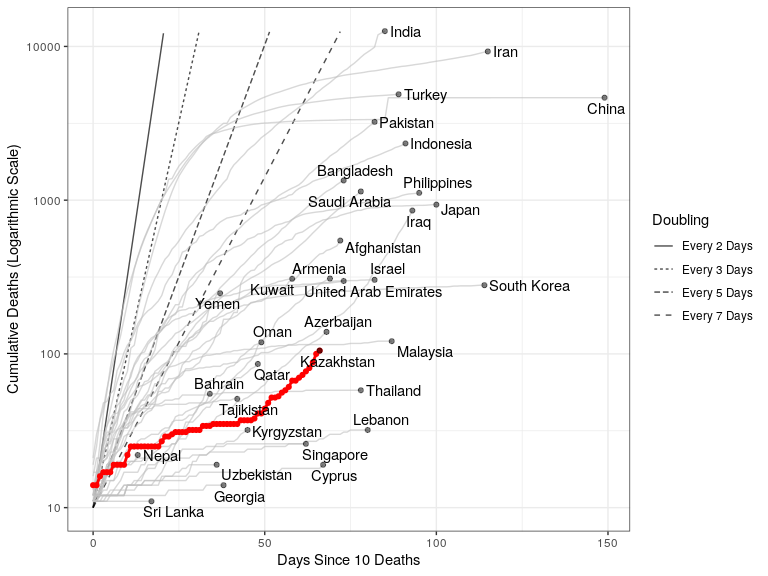 India
10000
Iran
Turkey
China
Pakistan
Indonesia
Bangladesh
Philippines
1000
Saudi Arabia
Japan
Iraq
Afghanistan
Armenia
Israel
Kuwait
United Arab Emirates
South Korea
Yemen
Azerbaijan
Oman
100
Malaysia
Kazakhstan
Qatar
Bahrain
Thailand
Tajikistan
Lebanon
Kyrgyzstan
Nepal
Singapore
Uzbekistan
Cyprus
10
Georgia
Sri Lanka
0
50
100
150
Days Since 10 Deaths
Cumulative Deaths (Logarithmic Scale)
Doubling
Every 2 Days
Every 3 Days
Every 5 Days
Every 7 Days